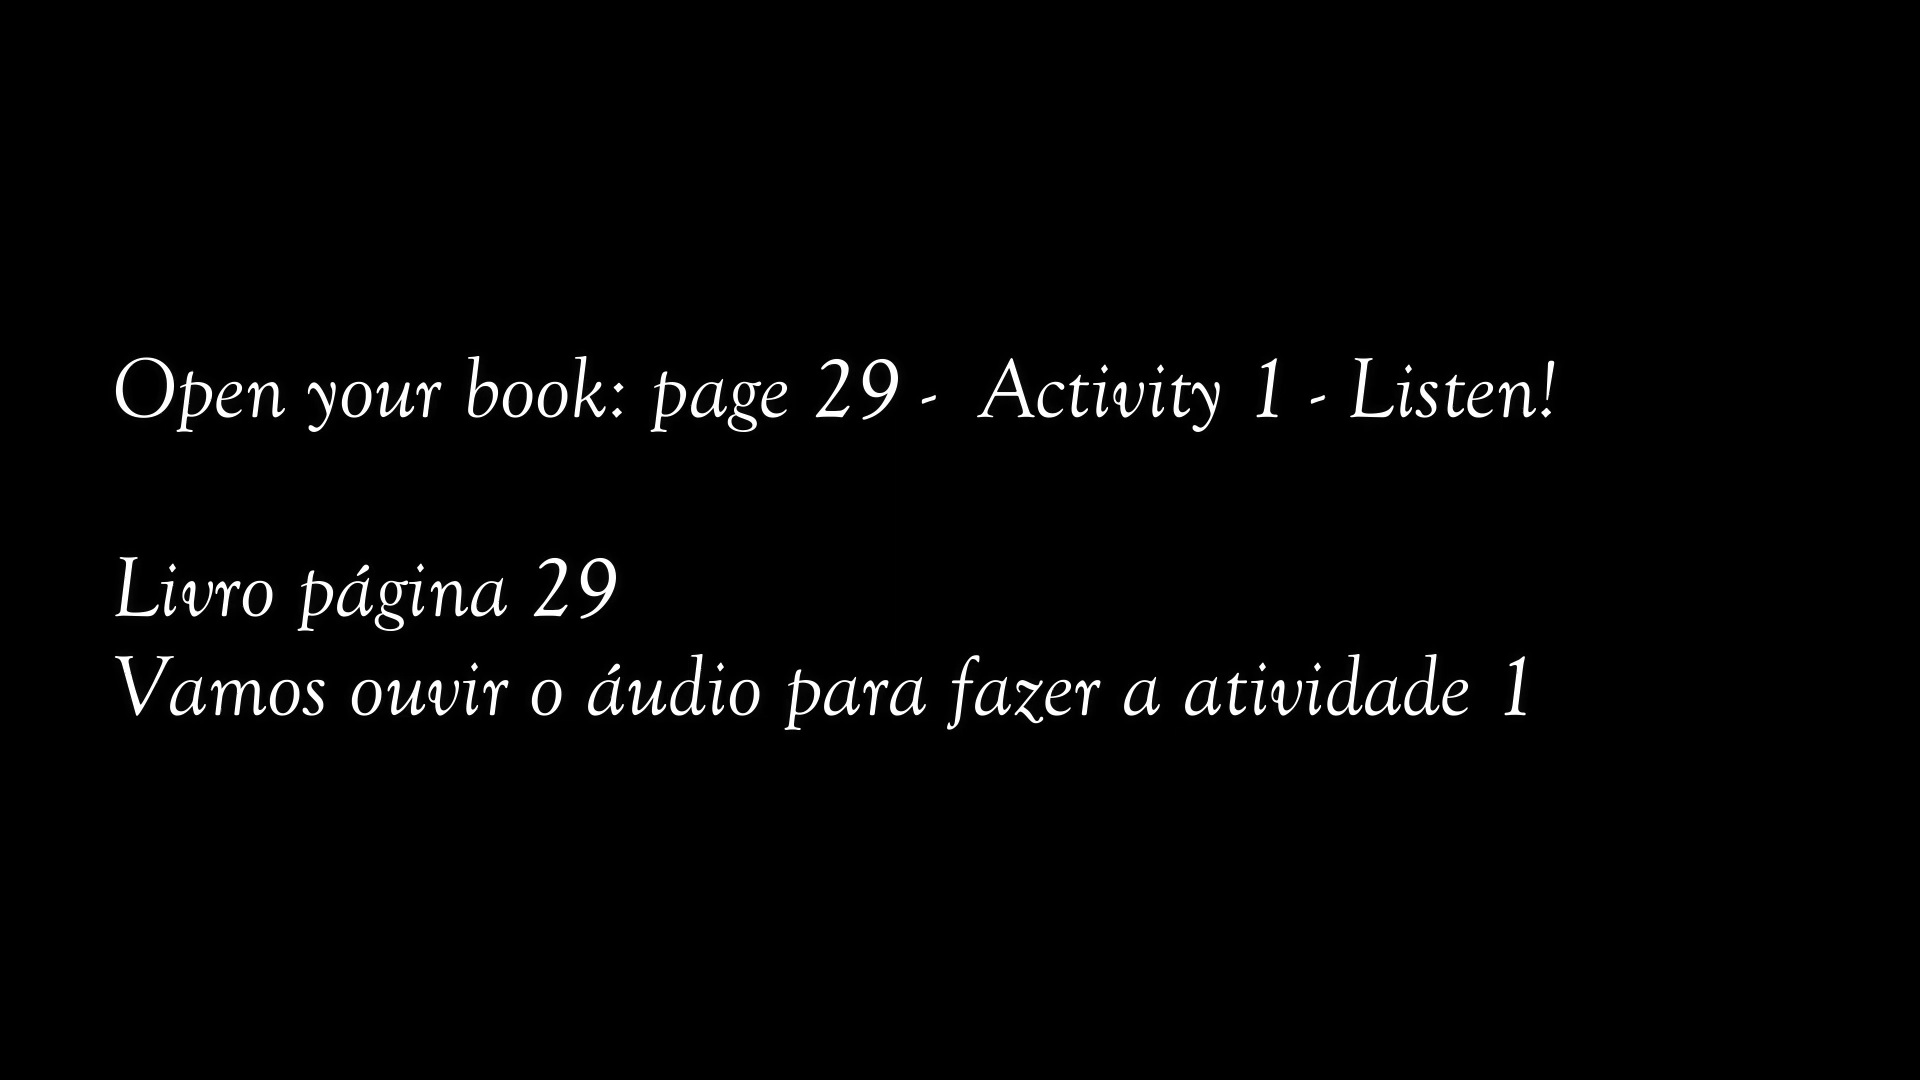 Open your book: page 29 - Activity 1 - Listen!
Livro página 29
Vamos ouvir o áudio para fazer a atividade 1